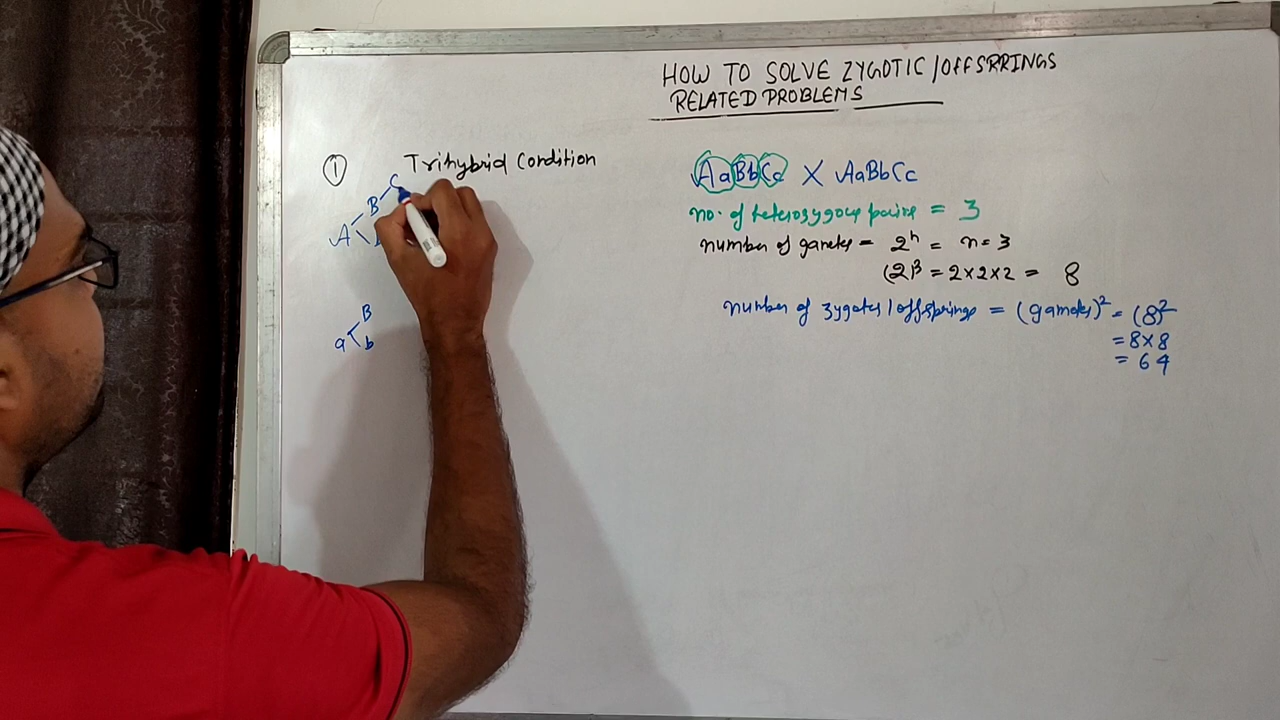 HOW TO SOLVE ZYGOTIC/OFFSRRINGS
RELATED PROBLEMS
1 Trihybrid Condition
C
B
A
B
a
b
AaBbCc X AaBbCc
no. of heterozygous pairs = 3
number of gametes = 2ⁿ = n = 3
(2)³ = 2×2×2 = 8
number of zygotes/offsprings = (gametes)² = (8)²
= 8×8
= 64